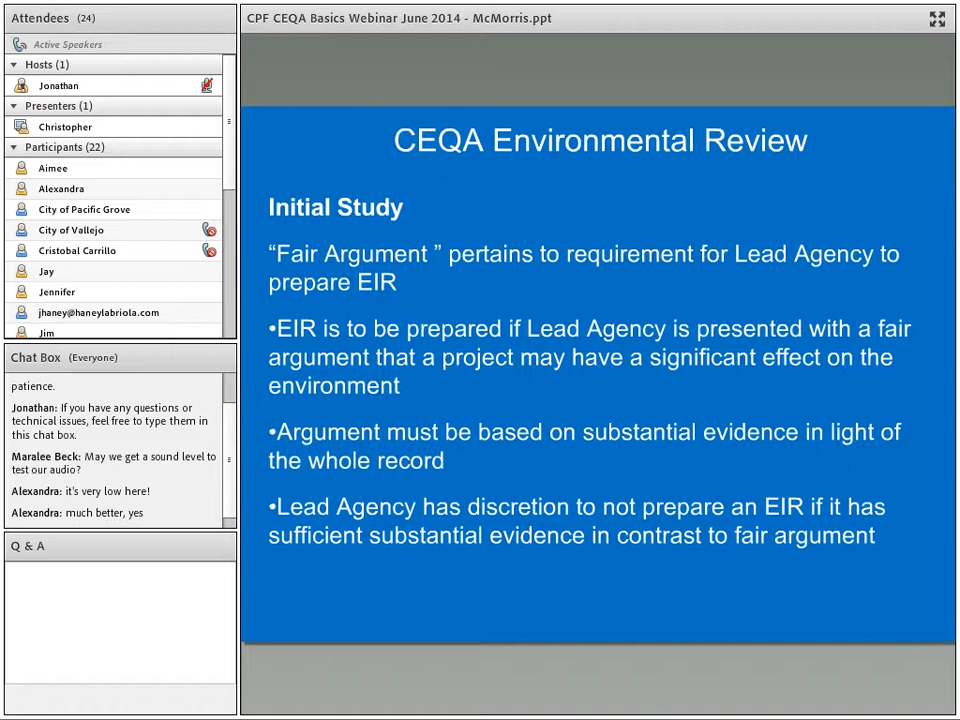 Attendees (24)
Active Speakers
Hosts (1)
Jonathan
Presenters (1)
Christopher
Participants (22)
Aimee
Alexandra
City of Pacific Grove
City of Vallejo
Cristobal Carrillo
Jay
Jennifer
jhaney@haneylabriola.com
Jim
Chat Box (Everyone)
patience.
Jonathan: If you have any questions or
technical issues, feel free to type them in
this chat box.
Maralee Beck: May we get a sound level to
test our audio?
Alexandra: it's very low here!
Alexandra: much better, yes
Q & A
CPF CEQA Basics Webinar June 2014 - McMorris.ppt
CEQA Environmental Review
Initial Study
“Fair Argument ” pertains to requirement for Lead Agency to
prepare EIR
•EIR is to be prepared if Lead Agency is presented with a fair
argument that a project may have a significant effect on the
environment
•Argument must be based on substantial evidence in light of
the whole record
•Lead Agency has discretion to not prepare an EIR if it has
sufficient substantial evidence in contrast to fair argument